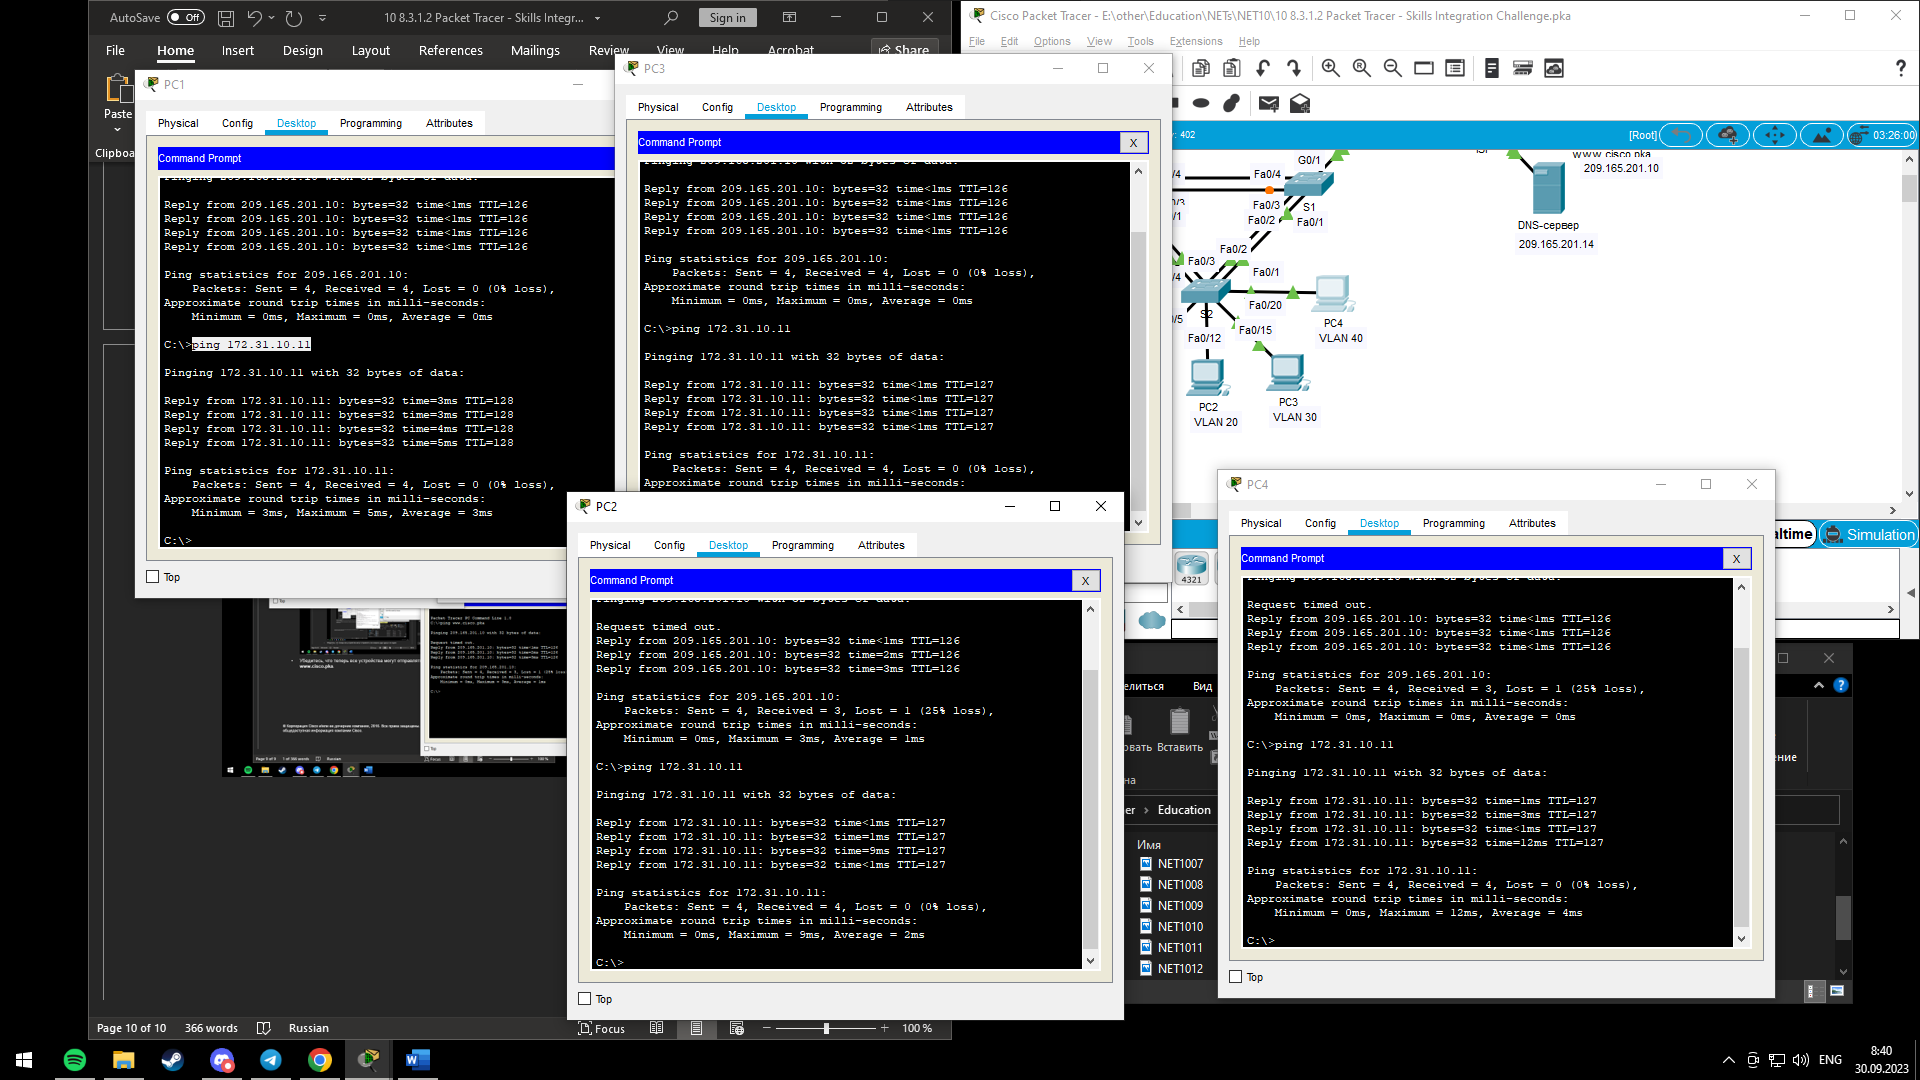 AutoSave Off 10 8.3.1.2 Packet Tracer - Skills Integr... Sign in
File Home Insert Design Layout References Mailings Review View Help Acrobat Share
Paste
Clipboa
Cisco Packet Tracer - E:\other\Education\NETs\NET10\10 8.3.1.2 Packet Tracer - Skills Integration Challenge.pka
File Edit Options View Tools Extensions Help
?
: 402 [Root] 03:26:00
PC1
Physical Config Desktop Programming Attributes
Command Prompt
Reply from 209.165.201.10: bytes=32 time<1ms TTL=126
Reply from 209.165.201.10: bytes=32 time<1ms TTL=126
Reply from 209.165.201.10: bytes=32 time<1ms TTL=126
Reply from 209.165.201.10: bytes=32 time<1ms TTL=126
Ping statistics for 209.165.201.10:
Packets: Sent = 4, Received = 4, Lost = 0 (0% loss),
Approximate round trip times in milli-seconds:
Minimum = 0ms, Maximum = 0ms, Average = 0ms
C:\>ping 172.31.10.11
Pinging 172.31.10.11 with 32 bytes of data:
Reply from 172.31.10.11: bytes=32 time=3ms TTL=128
Reply from 172.31.10.11: bytes=32 time=3ms TTL=128
Reply from 172.31.10.11: bytes=32 time=4ms TTL=128
Reply from 172.31.10.11: bytes=32 time=5ms TTL=128
Ping statistics for 172.31.10.11:
Packets: Sent = 4, Received = 4, Lost = 0 (0% loss),
Approximate round trip times in milli-seconds:
Minimum = 3ms, Maximum = 5ms, Average = 3ms
C:\>
Top
PC3
Physical Config Desktop Programming Attributes
Command Prompt X
Pinging 209.165.201.10 with 32 bytes of data:
Reply from 209.165.201.10: bytes=32 time<1ms TTL=126
Reply from 209.165.201.10: bytes=32 time<1ms TTL=126
Reply from 209.165.201.10: bytes=32 time<1ms TTL=126
Reply from 209.165.201.10: bytes=32 time<1ms TTL=126
Ping statistics for 209.165.201.10:
Packets: Sent = 4, Received = 4, Lost = 0 (0% loss),
Approximate round trip times in milli-seconds:
Minimum = 0ms, Maximum = 0ms, Average = 0ms
C:\>ping 172.31.10.11
Pinging 172.31.10.11 with 32 bytes of data:
Reply from 172.31.10.11: bytes=32 time<1ms TTL=127
Reply from 172.31.10.11: bytes=32 time<1ms TTL=127
Reply from 172.31.10.11: bytes=32 time<1ms TTL=127
Reply from 172.31.10.11: bytes=32 time<1ms TTL=127
Ping statistics for 172.31.10.11:
Packets: Sent = 4, Received = 4, Lost = 0 (0% loss),
Approximate round trip times in milli-seconds:
G0/1
Fa0/4
Fa0/3
S1
Fa0/2
Fa0/1
www.cisco.pka
209.165.201.10
DNS-сервер
209.165.201.14
Fa0/2
Fa0/3
Fa0/1
Fa0/20
S2
Fa0/15
Fa0/12
PC4
VLAN 40
PC2
VLAN 20
PC3
VLAN 30
altime Simulation
4321
PC2
Physical Config Desktop Programming Attributes
Command Prompt X
Request timed out.
Reply from 209.165.201.10: bytes=32 time<1ms TTL=126
Reply from 209.165.201.10: bytes=32 time=2ms TTL=126
Reply from 209.165.201.10: bytes=32 time=3ms TTL=126
Ping statistics for 209.165.201.10:
Packets: Sent = 4, Received = 3, Lost = 1 (25% loss),
Approximate round trip times in milli-seconds:
Minimum = 0ms, Maximum = 3ms, Average = 1ms
C:\>ping 172.31.10.11
Pinging 172.31.10.11 with 32 bytes of data:
Reply from 172.31.10.11: bytes=32 time<1ms TTL=127
Reply from 172.31.10.11: bytes=32 time=1ms TTL=127
Reply from 172.31.10.11: bytes=32 time=9ms TTL=127
Reply from 172.31.10.11: bytes=32 time<1ms TTL=127
Ping statistics for 172.31.10.11:
Packets: Sent = 4, Received = 4, Lost = 0 (0% loss),
Approximate round trip times in milli-seconds:
Minimum = 0ms, Maximum = 9ms, Average = 2ms
C:\>
Top
PC4
Physical Config Desktop Programming Attributes
Command Prompt X
Request timed out.
Reply from 209.165.201.10: bytes=32 time<1ms TTL=126
Reply from 209.165.201.10: bytes=32 time<1ms TTL=126
Reply from 209.165.201.10: bytes=32 time<1ms TTL=126
Ping statistics for 209.165.201.10:
Packets: Sent = 4, Received = 3, Lost = 1 (25% loss),
Approximate round trip times in milli-seconds:
Minimum = 0ms, Maximum = 0ms, Average = 0ms
C:\>ping 172.31.10.11
Pinging 172.31.10.11 with 32 bytes of data:
Reply from 172.31.10.11: bytes=32 time=1ms TTL=127
Reply from 172.31.10.11: bytes=32 time=3ms TTL=127
Reply from 172.31.10.11: bytes=32 time<1ms TTL=127
Reply from 172.31.10.11: bytes=32 time=12ms TTL=127
Ping statistics for 172.31.10.11:
Packets: Sent = 4, Received = 4, Lost = 0 (0% loss),
Approximate round trip times in milli-seconds:
Minimum = 0ms, Maximum = 12ms, Average = 4ms
C:\>
Top
елиться Вид
овать Вставить
на
ение
er › Education
Имя
NET1007
NET1008
NET1009
NET1010
NET1011
NET1012
Page 10 of 10 366 words Russian Focus 100 %
ENG 8:40
30.09.2023